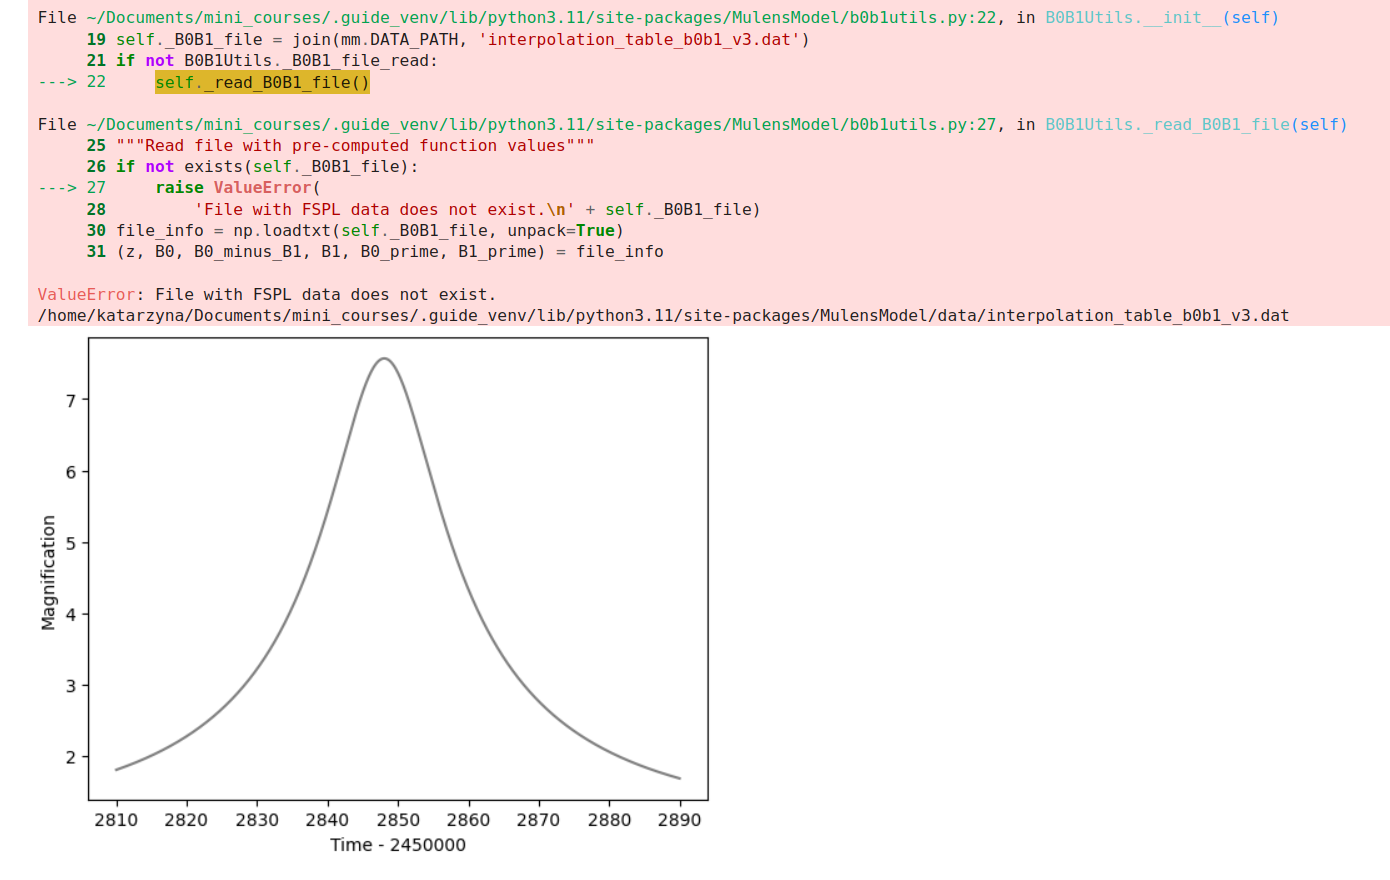 File ~/Documents/mini_courses/.guide_venv/lib/python3.11/site-packages/MulensModel/b0b1utils.py:22, in B0B1Utils.__init__(self)
     19 self._B0B1_file = join(mm.DATA_PATH, 'interpolation_table_b0b1_v3.dat')
     21 if not B0B1Utils._B0B1_file_read:
---> 22     self._read_B0B1_file()
File ~/Documents/mini_courses/.guide_venv/lib/python3.11/site-packages/MulensModel/b0b1utils.py:27, in B0B1Utils._read_B0B1_file(self)
     25 """Read file with pre-computed function values"""
     26 if not exists(self._B0B1_file):
---> 27     raise ValueError(
     28         'File with FSPL data does not exist.\n' + self._B0B1_file)
     30 file_info = np.loadtxt(self._B0B1_file, unpack=True)
     31 (z, B0, B0_minus_B1, B1, B0_prime, B1_prime) = file_info
ValueError: File with FSPL data does not exist.
/home/katarzyna/Documents/mini_courses/.guide_venv/lib/python3.11/site-packages/MulensModel/data/interpolation_table_b0b1_v3.dat
7
6
5
4
3
2
Magnification
2810 2820 2830 2840 2850 2860 2870 2880 2890
Time - 2450000